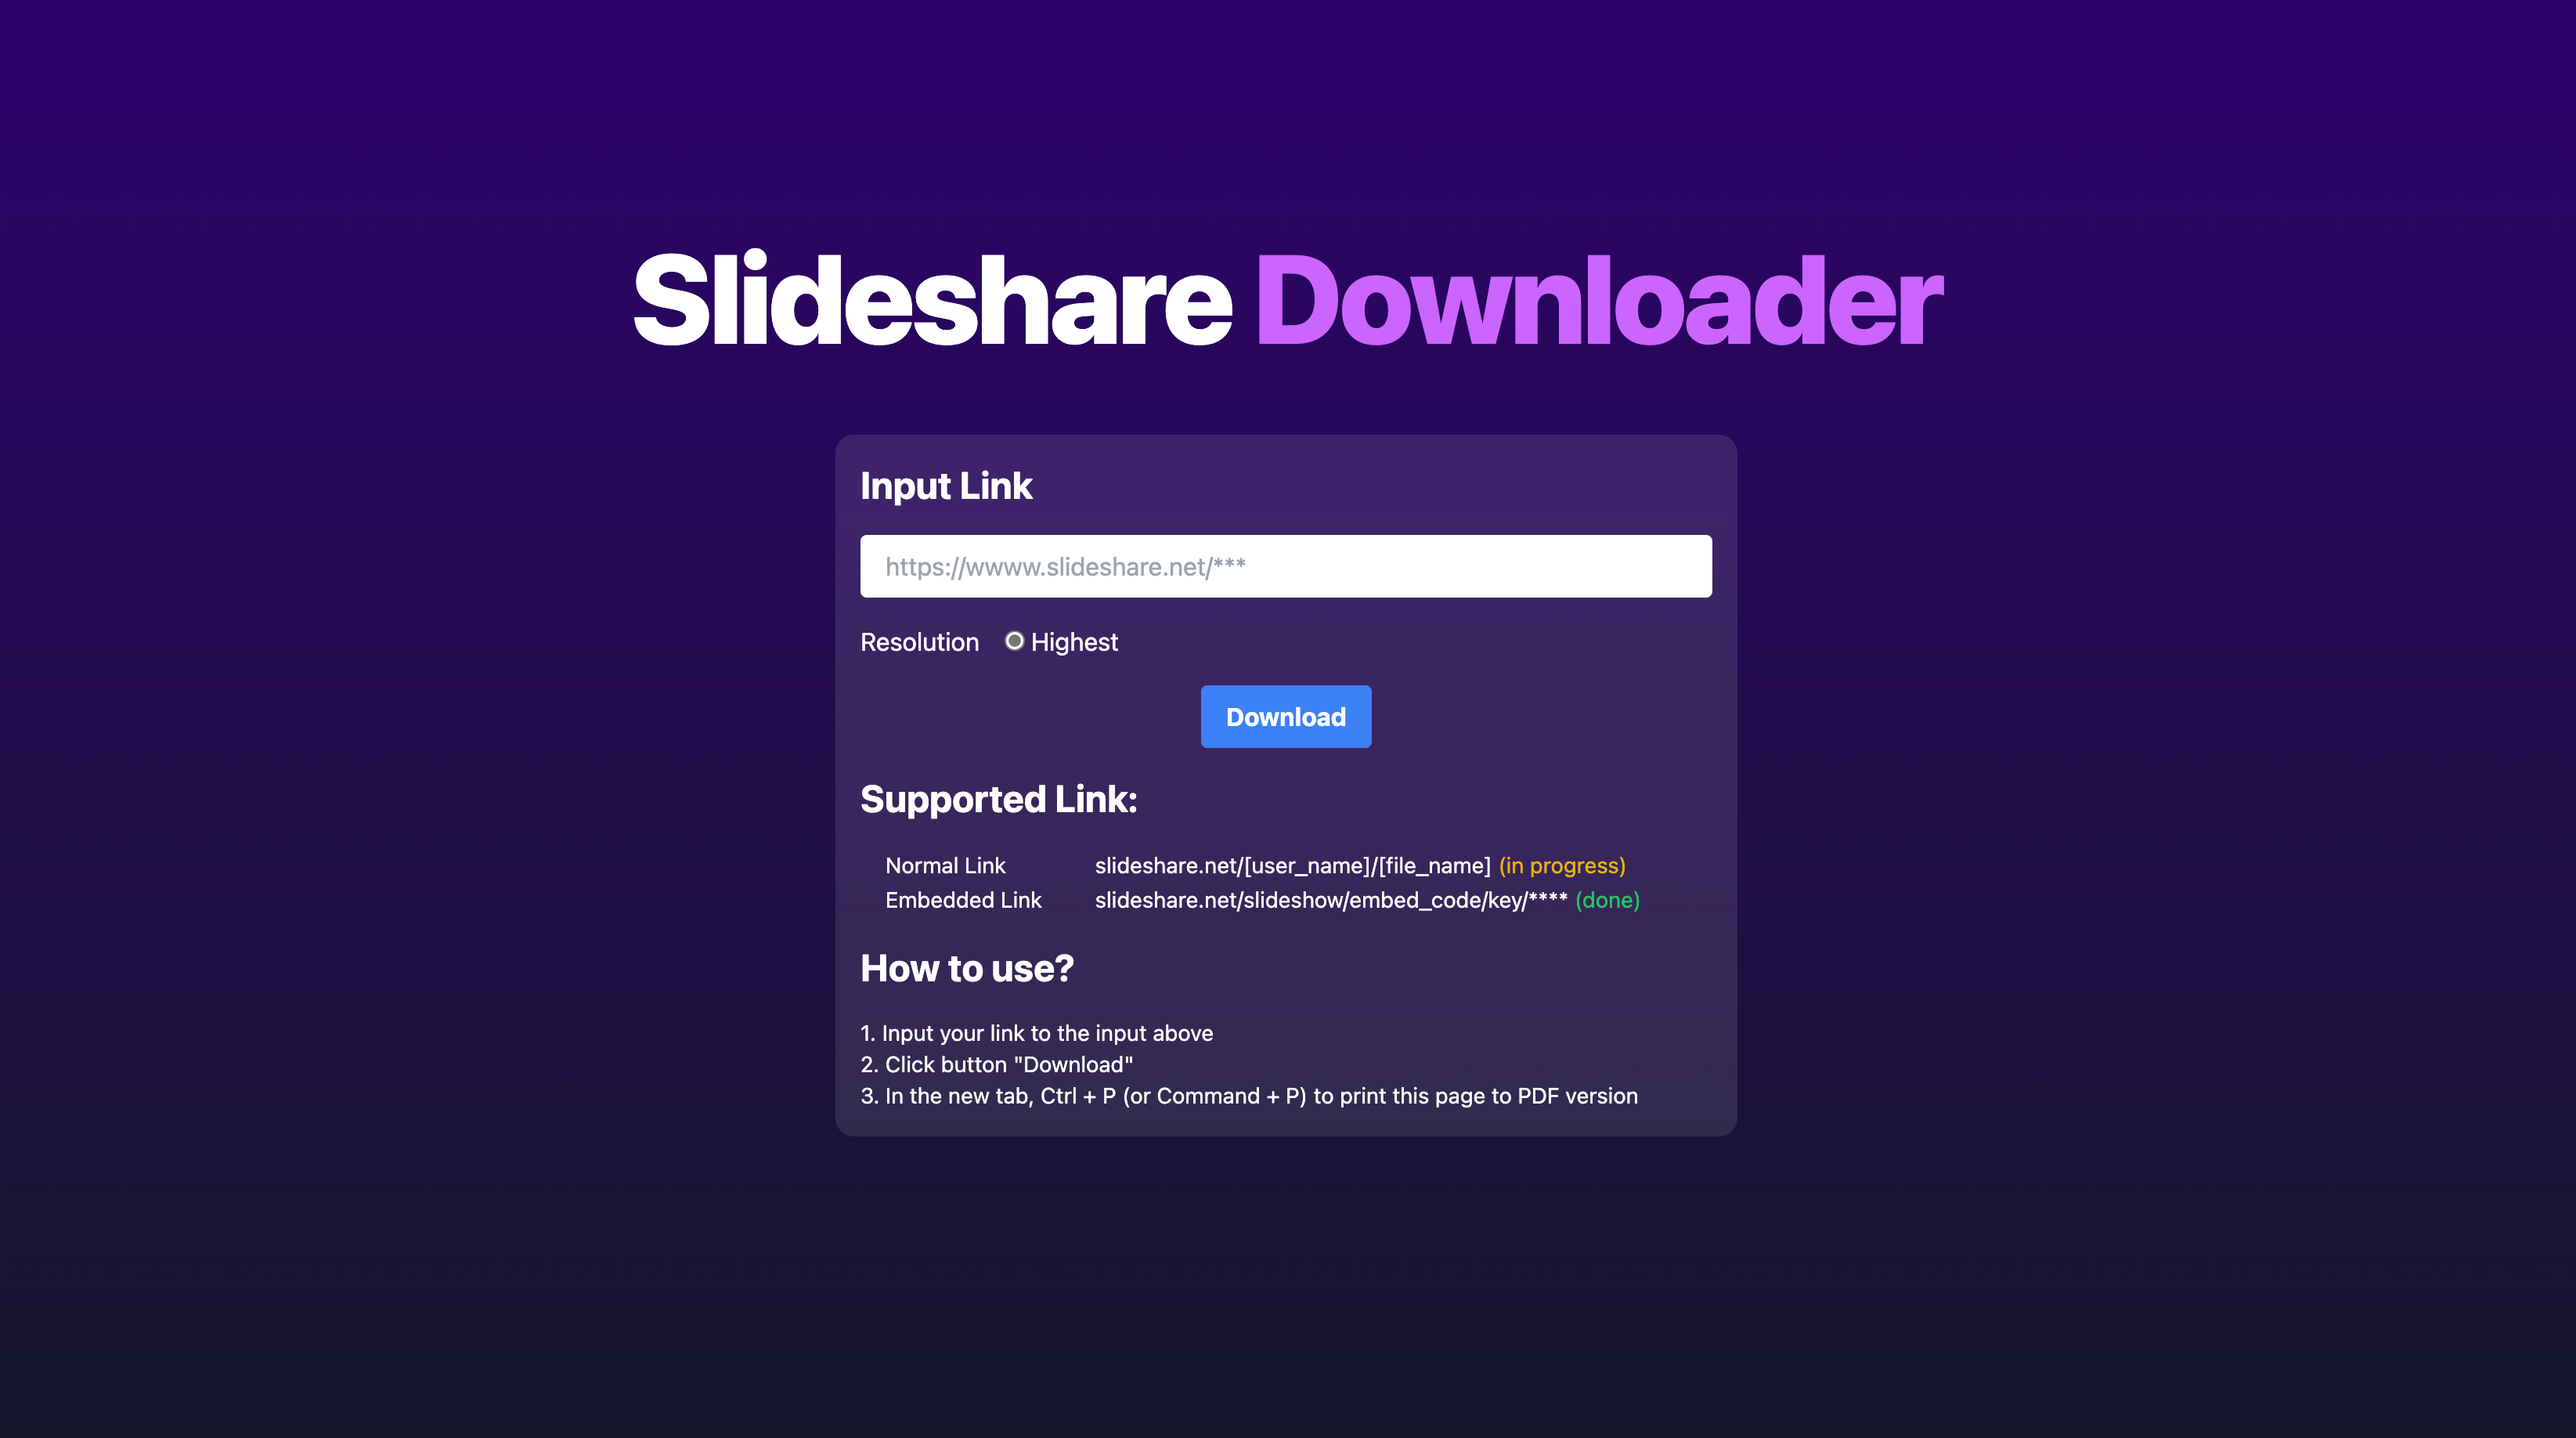 Slideshare Downloader
Input Link
https://wwww.slideshare.net/***
Resolution Highest
Download
Supported Link:
Normal Link slideshare.net/[user_name]/[file_name] (in progress)
Embedded Link slideshare.net/slideshow/embed_code/key/**** (done)
How to use?
1. Input your link to the input above
2. Click button "Download"
3. In the new tab, Ctrl + P (or Command + P) to print this page to PDF version